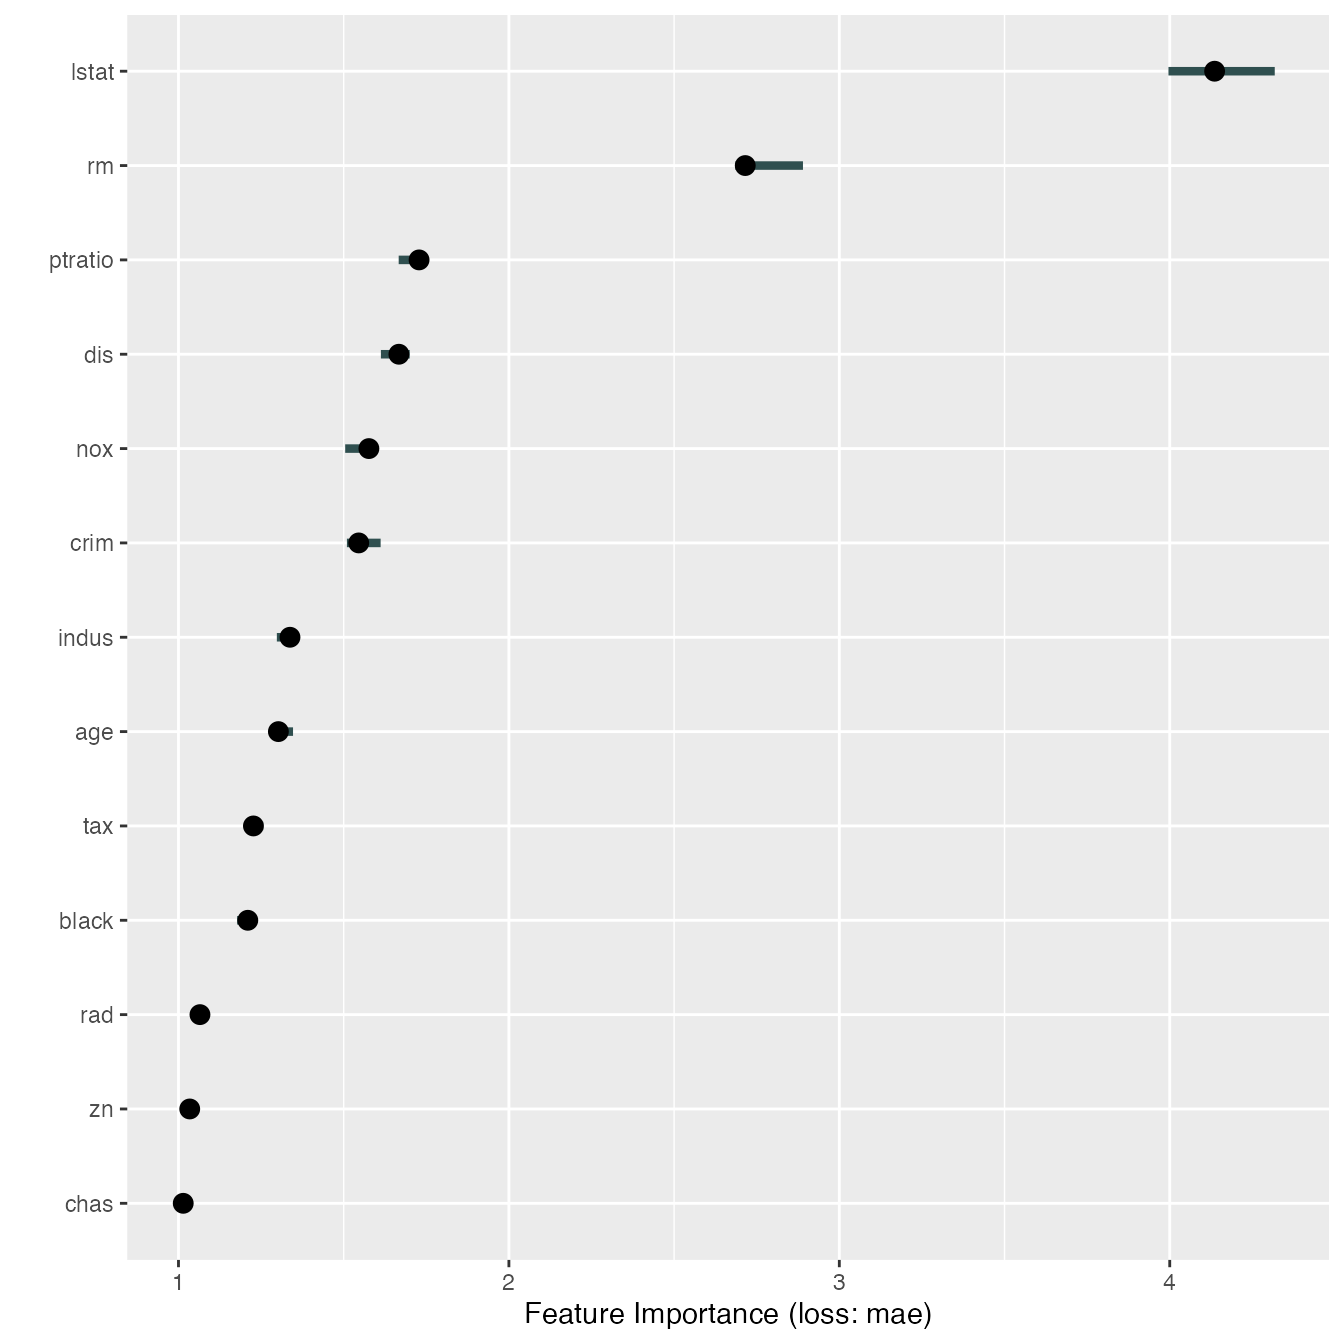 lstat
rm
ptratio
dis
nox
crim
indus
age
tax
black
rad
zn
chas
1 2 3 4
Feature Importance (loss: mae)